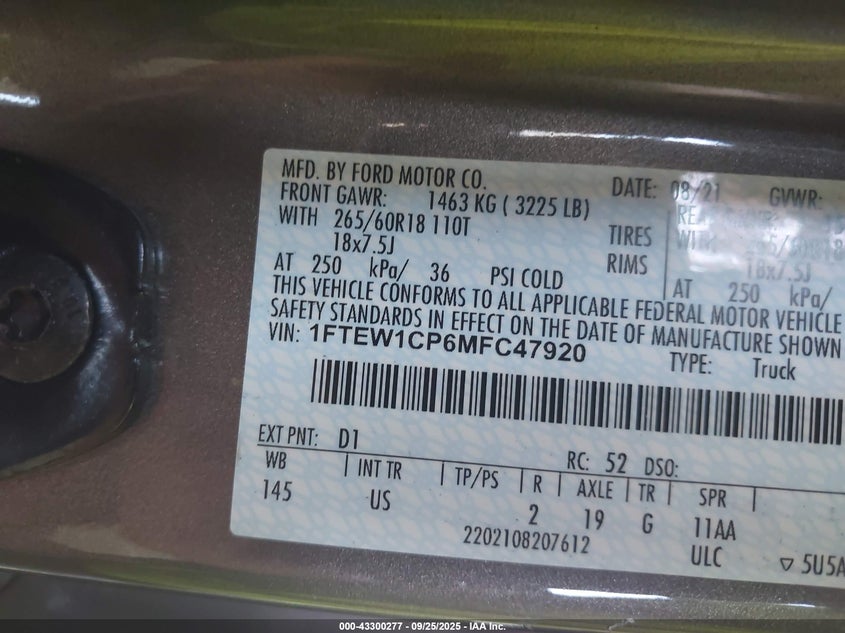 MFD. BY FORD MOTOR CO. DATE: 08/21 GVWR:
FRONT GAWR: 1463 KG ( 3225 LB)
WITH 265/60R18 110T TIRES WITH
18x7.5J RIMS 18x7.5J
AT 250 kPa/ 36 PSI COLD AT 250 kPa/
THIS VEHICLE CONFORMS TO ALL APPLICABLE FEDERAL MOTOR VEHICLE
SAFETY STANDARDS IN EFFECT ON THE DATE OF MANUFACTURE SHOWN
VIN: 1FTEW1CP6MFC47920 TYPE: Truck
EXT PNT: D1 RC: 52 DSO:
WB INT TR TP/PS R AXLE TR SPR
145 US 2 19 G 11AA
2202108207612 ULC ▽ 5U5A
000-43300277 - 09/25/2025 - IAA Inc.